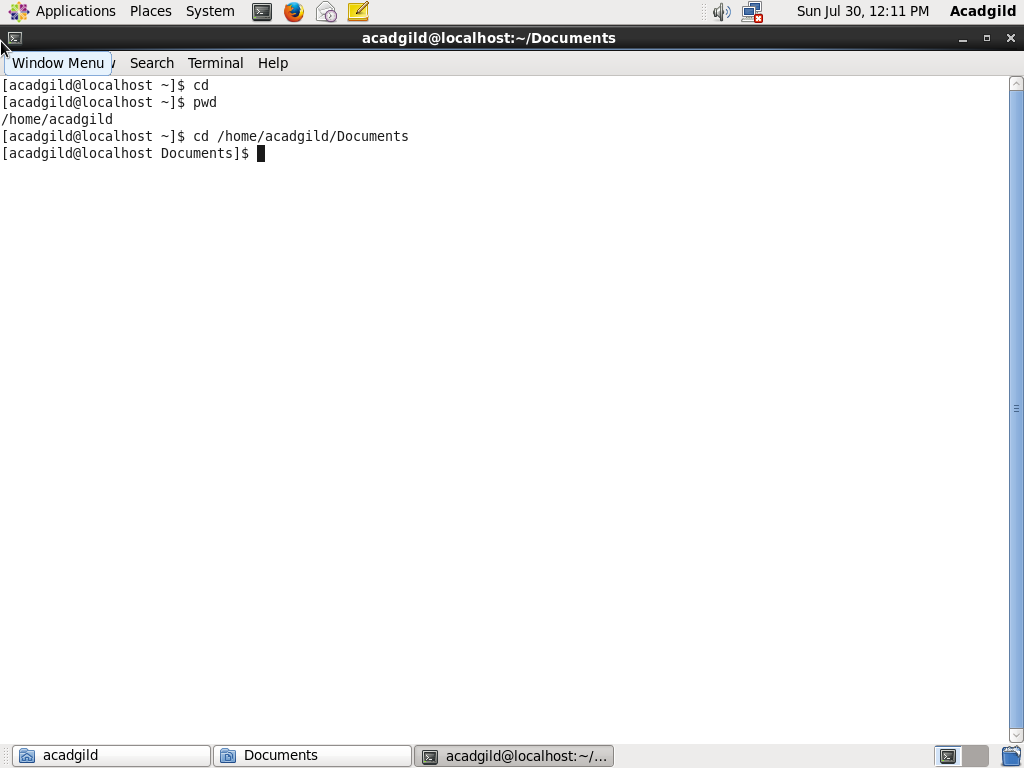 Applications Places System Sun Jul 30, 12:11 PM Acadgild
acadgild@localhost:~/Documents
Window Menu Search Terminal Help
[acadgild@localhost ~]$ cd
[acadgild@localhost ~]$ pwd
/home/acadgild
[acadgild@localhost ~]$ cd /home/acadgild/Documents
[acadgild@localhost Documents]$
acadgild Documents acadgild@localhost:~/...